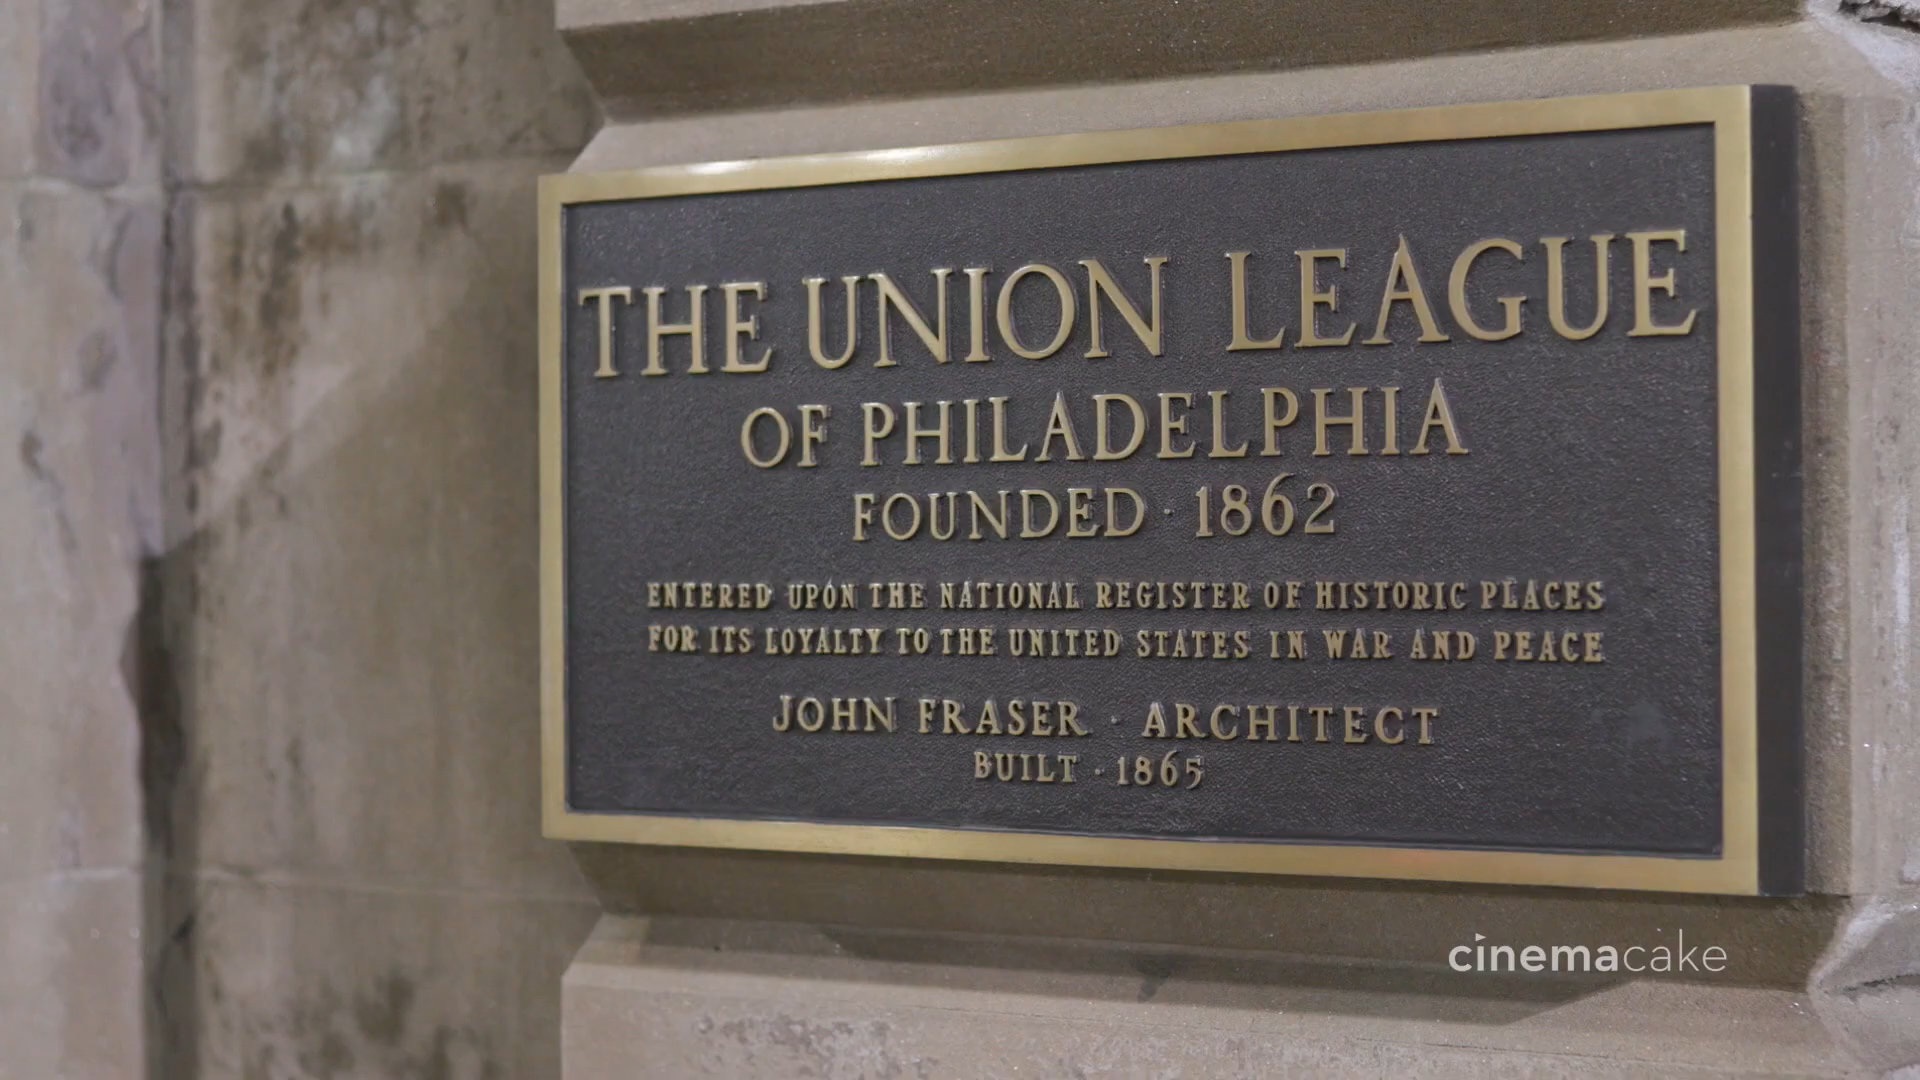 THE UNION LEAGUE
OF PHILADELPHIA
FOUNDED · 1862
ENTERED UPON THE NATIONAL REGISTER OF HISTORIC PLACES
FOR ITS LOYALTY TO THE UNITED STATES IN WAR AND PEACE
JOHN FRASER · ARCHITECT
BUILT · 1865
cinemacake